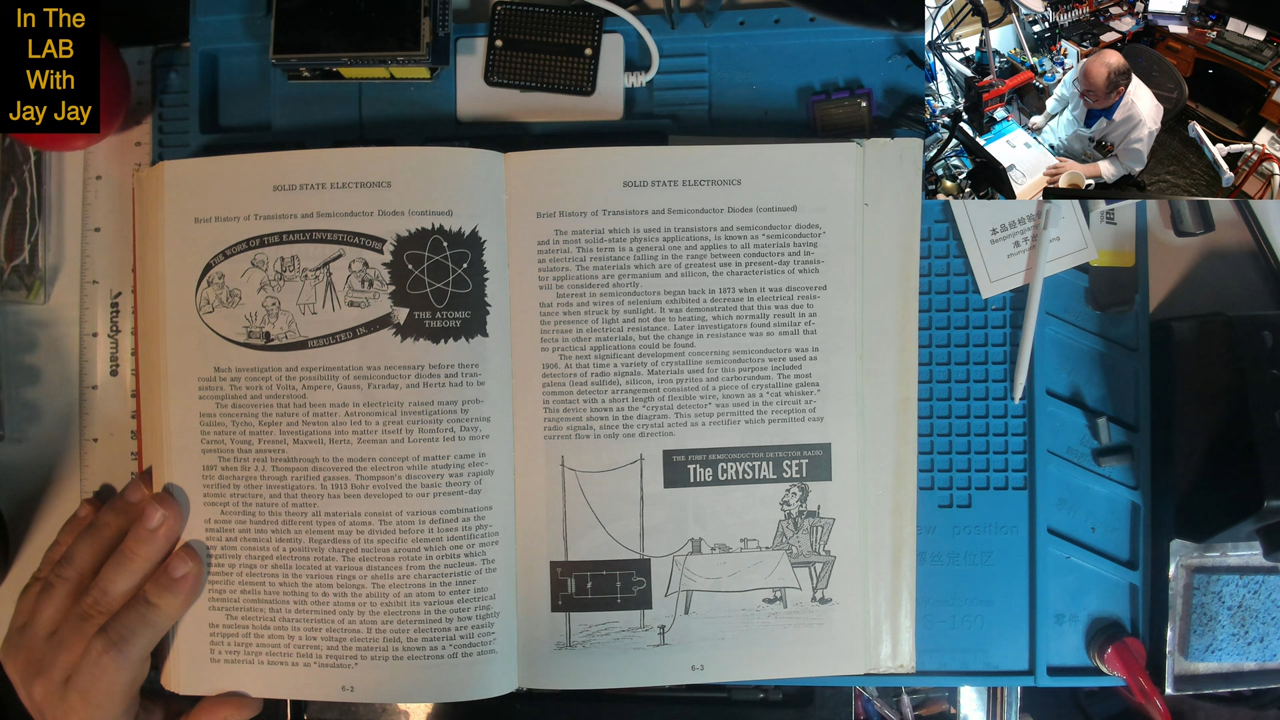 In The
LAB
With
Jay Jay
SOLID STATE ELECTRONICS
Brief History of Transistors and Semiconductor Diodes (continued)
THE WORK OF THE EARLY INVESTIGATORS
RESULTED IN...
THE ATOMIC
THEORY
Much investigation and experimentation was necessary before there
could be any concept of the possibility of semiconductor diodes and tran-
sistors. The work of Volta, Ampere, Gauss, Faraday, and Hertz had to be
accomplished and understood.
The discoveries that had been made in electricity raised many prob-
lems concerning the nature of matter. Astronomical investigations by
Galileo, Tycho, Kepler and Newton also led to a great curiosity concerning
the nature of matter. Investigations into matter itself by Romford, Davy,
Carnot, Young, Fresnel, Maxwell, Hertz, Zeeman and Lorentz led to more
questions than answers.
The first real breakthrough to the modern concept of matter came in
1897 when Sir J.J. Thompson discovered the electron while studying elec-
tric discharges through rarified gasses. Thompson's discovery was rapidly
verified by other investigators. In 1913 Bohr evolved the basic theory of
atomic structure, and that theory has been developed to our present-day
concept of the nature of matter.
According to this theory all materials consist of various combinations
of some one hundred different types of atoms. The atom is defined as the
smallest unit into which an element may be divided before it loses its phy-
sical and chemical identity. Regardless of its specific element identification
any atom consists of a positively charged nucleus around which one or more
negatively charged electrons rotate. The electrons rotate in orbits which
make up rings or shells located at various distances from the nucleus. The
number of electrons in the various rings or shells are characteristic of the
specific element to which the atom belongs. The electrons in the inner
rings or shells have nothing to do with the ability of an atom to enter into
chemical combinations with other atoms or to exhibit its various electrical
characteristics; that is determined only by the electrons in the outer ring.
The electrical characteristics of an atom are determined by how tightly
the nucleus holds onto its outer electrons. If the outer electrons are easily
stripped off the atom by a low voltage electric field, the material will con-
duct a large amount of current; and the material is known as a "conductor."
If a very large electric field is required to strip the electrons off the atom,
the material is known as an "insulator."
6-2
SOLID STATE ELECTRONICS
Brief History of Transistors and Semiconductor Diodes (continued)
The material which is used in transistors and semiconductor diodes,
and in most solid-state physics applications, is known as "semiconductor"
material. This term is a general one and applies to all materials having
an electrical resistance falling in the range between conductors and in-
sulators. The materials which are of greatest use in present-day transis-
tor applications are germanium and silicon, the characteristics of which
will be considered shortly.
Interest in semiconductors began back in 1873 when it was discovered
that rods and wires of selenium exhibited a decrease in electrical resis-
tance when struck by sunlight. It was demonstrated that this was due to
the presence of light and not due to heating, which normally result in an
increase in electrical resistance. Later investigators found similar ef-
fects in other materials, but the change in resistance was so small that
no practical applications could be found.
The next significant development concerning semiconductors was in
1906. At that time a variety of crystalline semiconductors were used as
detectors of radio signals. Materials used for this purpose included
galena (lead sulfide), silicon, iron pyrites and carborundum. The most
common detector arrangement consisted of a piece of crystalline galena
in contact with a short length of flexible wire, known as a "cat whisker."
This device known as the "crystal detector" was used in the circuit ar-
rangement shown in the diagram. This setup permitted the reception of
radio signals, since the crystal acted as a rectifier which permitted easy
current flow in only one direction.
THE FIRST SEMICONDUCTOR DETECTOR RADIO
The CRYSTAL SET
6-3
studymate
本品经检验
准予
position
160
零件